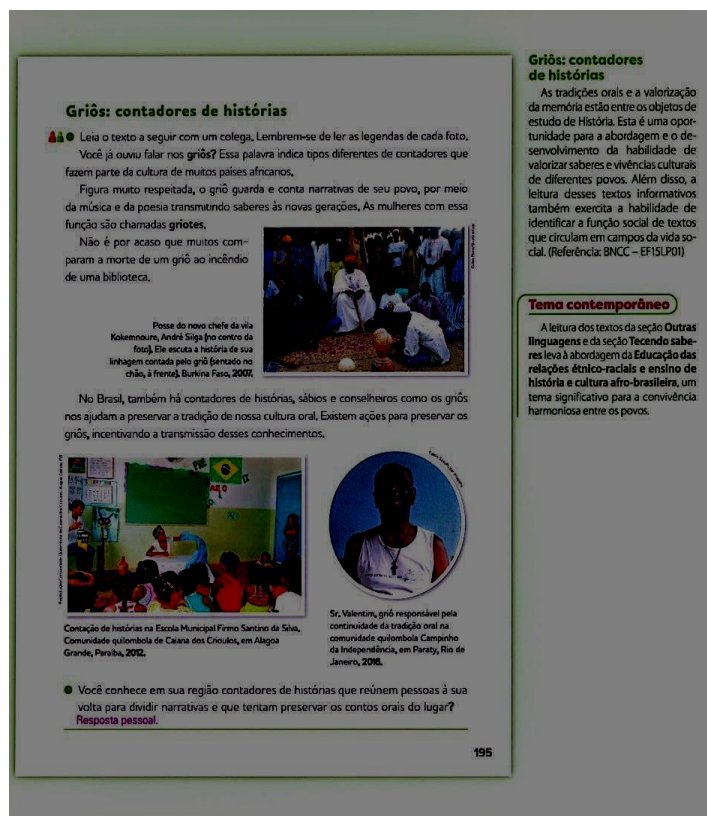 Griôs: contadores de histórias
Leia o texto a seguir com um colega. Lembrem-se de ler as legendas de cada foto.
Você já ouviu falar nos griôs? Essa palavra indica tipos diferentes de contadores que
fazem parte da cultura de muitos países africanos.
Figura muito respeitada, o griô guarda e conta narrativas de seu povo, por meio
da música e da poesia transmitindo saberes às novas gerações. As mulheres com essa
função são chamadas griotes.
Não é por acaso que muitos com-
param a morte de um griô ao incêndio
de uma biblioteca.
Posse do novo chefe da vila
Kokemnoure, André Silga (no centro da
foto). Ele escuta a história de sua
linhagem contada pelo griô (sentado no
chão, à frente). Burkina Faso, 2007.
No Brasil, também há contadores de histórias, sábios e conselheiros como os griôs
nos ajudam a preservar a tradição de nossa cultura oral. Existem ações para preservar os
griôs, incentivando a transmissão desses conhecimentos.
Contação de histórias na Escola Municipal Firmo Santino da Silva.
Comunidade quilombola de Caiana dos Crioulos, em Alagoa
Grande, Paraíba, 2012.
Sr. Valentim, griô responsável pela
continuidade da tradição oral na
comunidade quilombola Campinho
da Independência, em Paraty, Rio de
Janeiro, 2016.
Você conhece em sua região contadores de histórias que reúnem pessoas à sua
volta para dividir narrativas e que tentam preservar os contos orais do lugar?
Resposta pessoal.
195
Griôs: contadores
de histórias
As tradições orais e a valorização
da memória estão entre os objetos de
estudo de História. Esta é uma opor-
tunidade para a abordagem e o de-
senvolvimento da habilidade de
valorizar saberes e vivências culturais
de diferentes povos. Além disso, a
leitura desses textos informativos
também exercita a habilidade de
identificar a função social de textos
que circulam em campos da vida so-
cial. (Referência: BNCC – EF15LP01)
Tema contemporâneo
A leitura dos textos da seção Outras
linguagens e da seção Tecendo sabe-
res leva à abordagem da Educação das
relações étnico-raciais e ensino de
história e cultura afro-brasileira, um
tema significativo para a convivência
harmoniosa entre os povos.